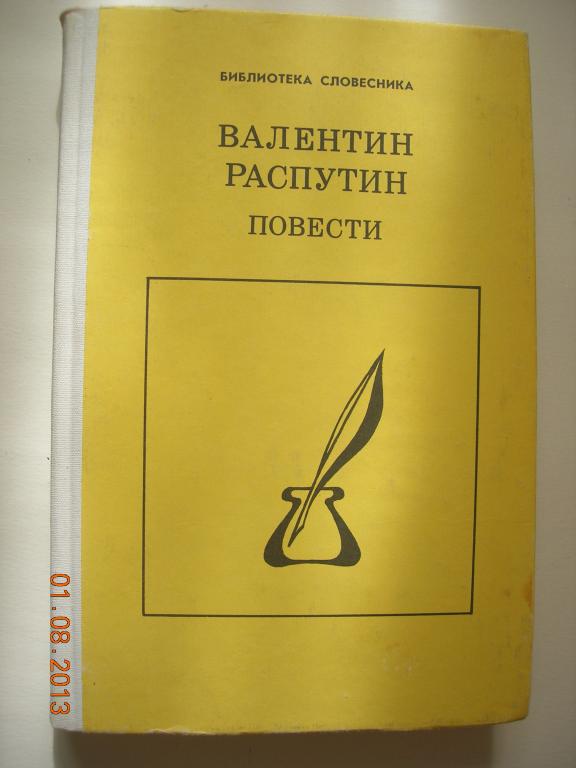 БИБЛИОТЕКА СЛОВЕСНИКА
ВАЛЕНТИН
РАСПУТИН
ПОВЕСТИ
01.08.2013